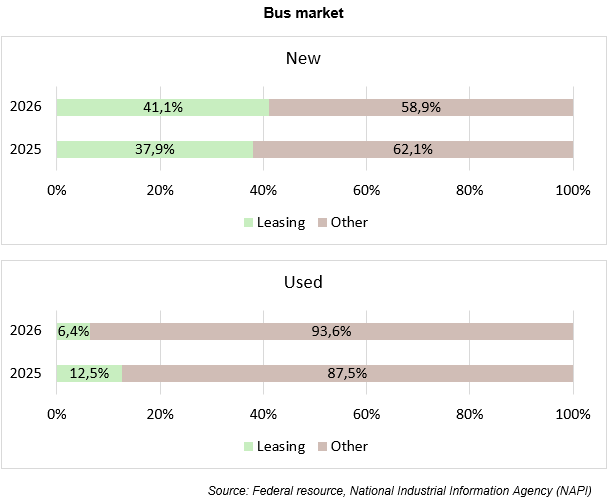 Bus market
New
2026 41,1% 58,9%
2025 37,9% 62,1%
0% 20% 40% 60% 80% 100%
Leasing Other
Used
2026 6,4% 93,6%
2025 12,5% 87,5%
0% 20% 40% 60% 80% 100%
Leasing Other
Source: Federal resource, National Industrial Information Agency (NAPI)